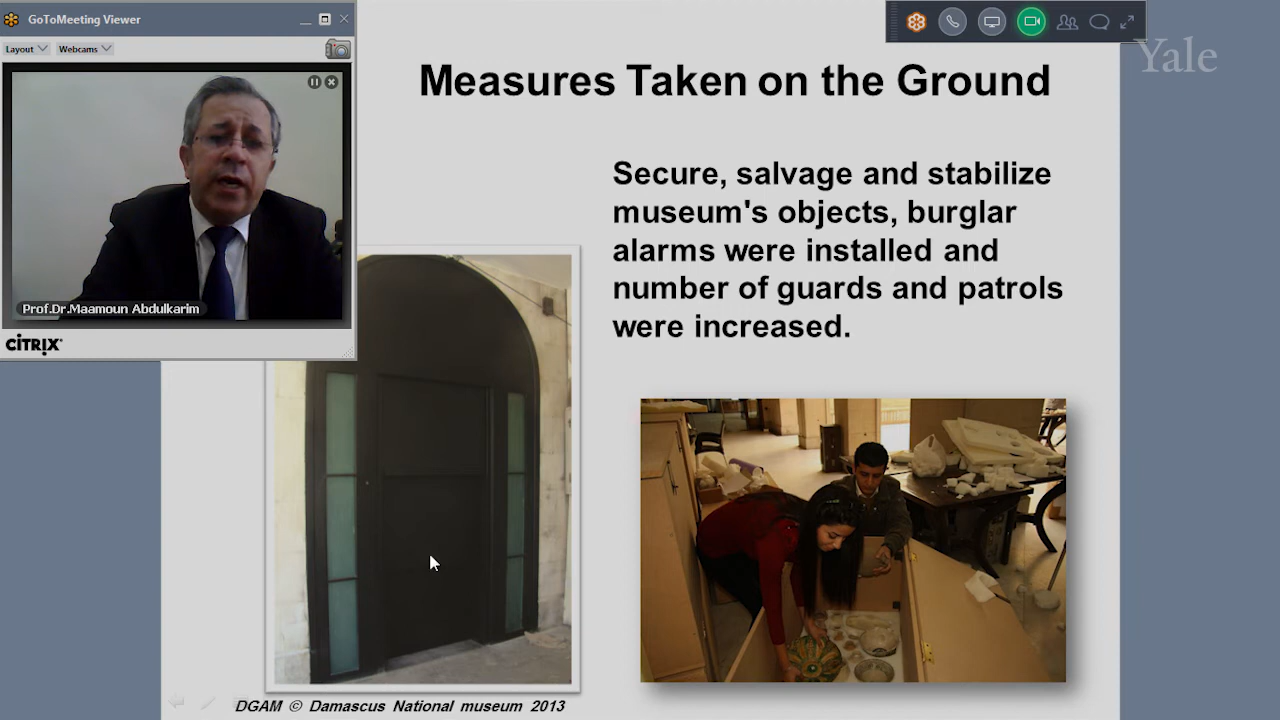 GoToMeeting Viewer
Layout
Webcams
Prof.Dr.Maamoun Abdulkarim
CITRIX
Yale
Measures Taken on the Ground
Secure, salvage and stabilize
museum's objects, burglar
alarms were installed and
number of guards and patrols
were increased.
DGAM © Damascus National museum 2013